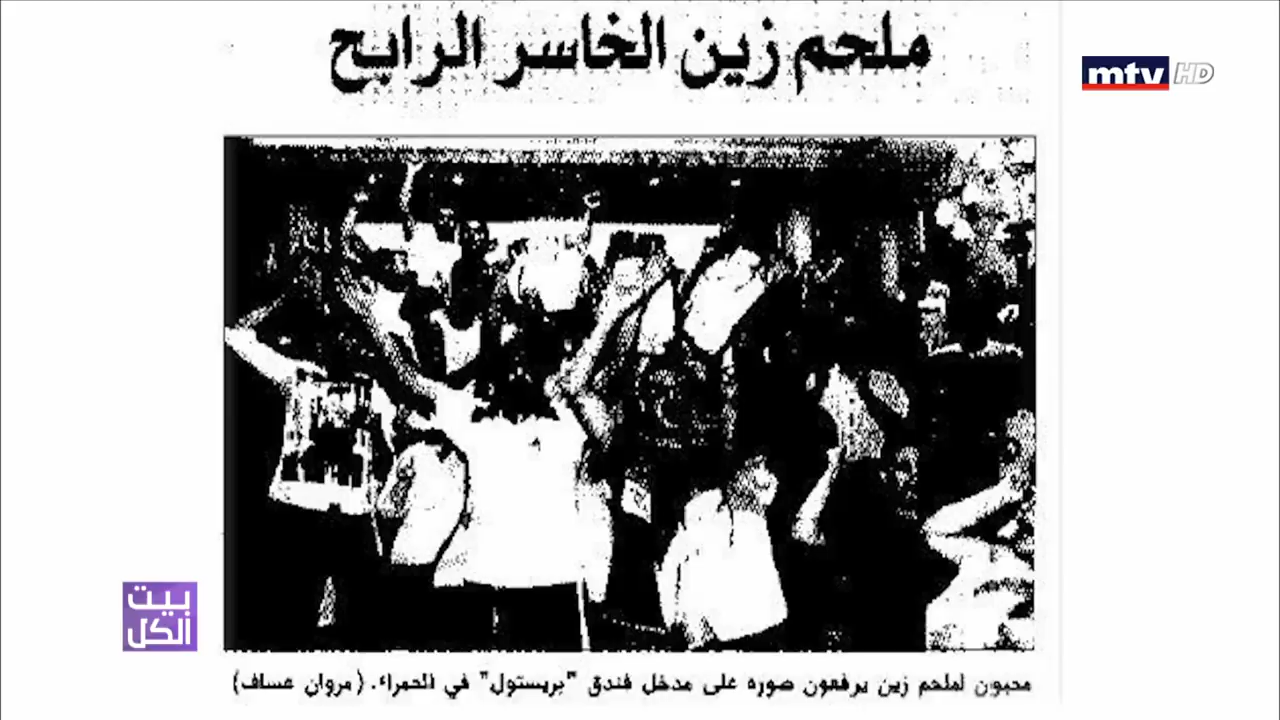 ملحم زين الخاسر الرابح
mtv HD
بيت
الكل
محبون لملحم زين يرفعون صوره على مدخل فندق "بريستول" في الحمراء. (مروان عساف)